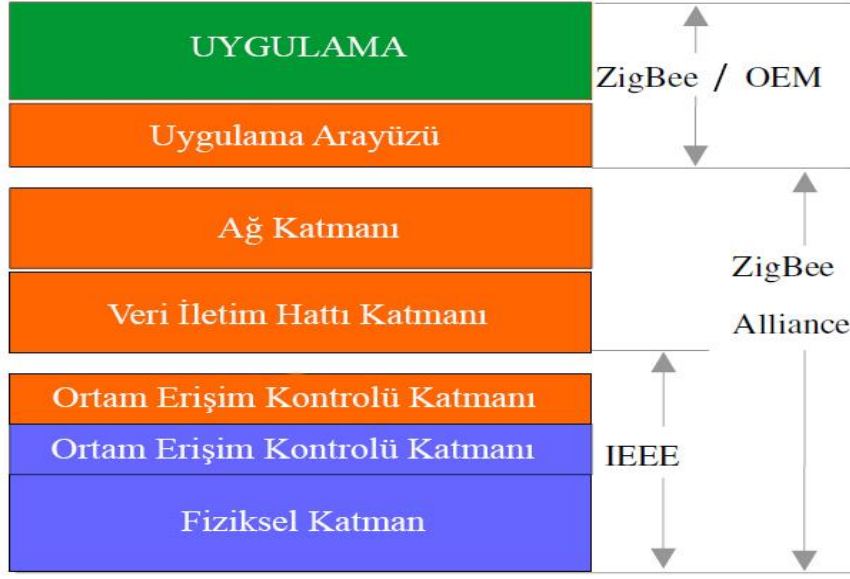 UYGULAMA
ZigBee / OEM
Uygulama Arayüzü
Ağ Katmanı
ZigBee
Alliance
Veri İletim Hattı Katmanı
Ortam Erişim Kontrolü Katmanı
Ortam Erişim Kontrolü Katmanı
IEEE
Fiziksel Katman